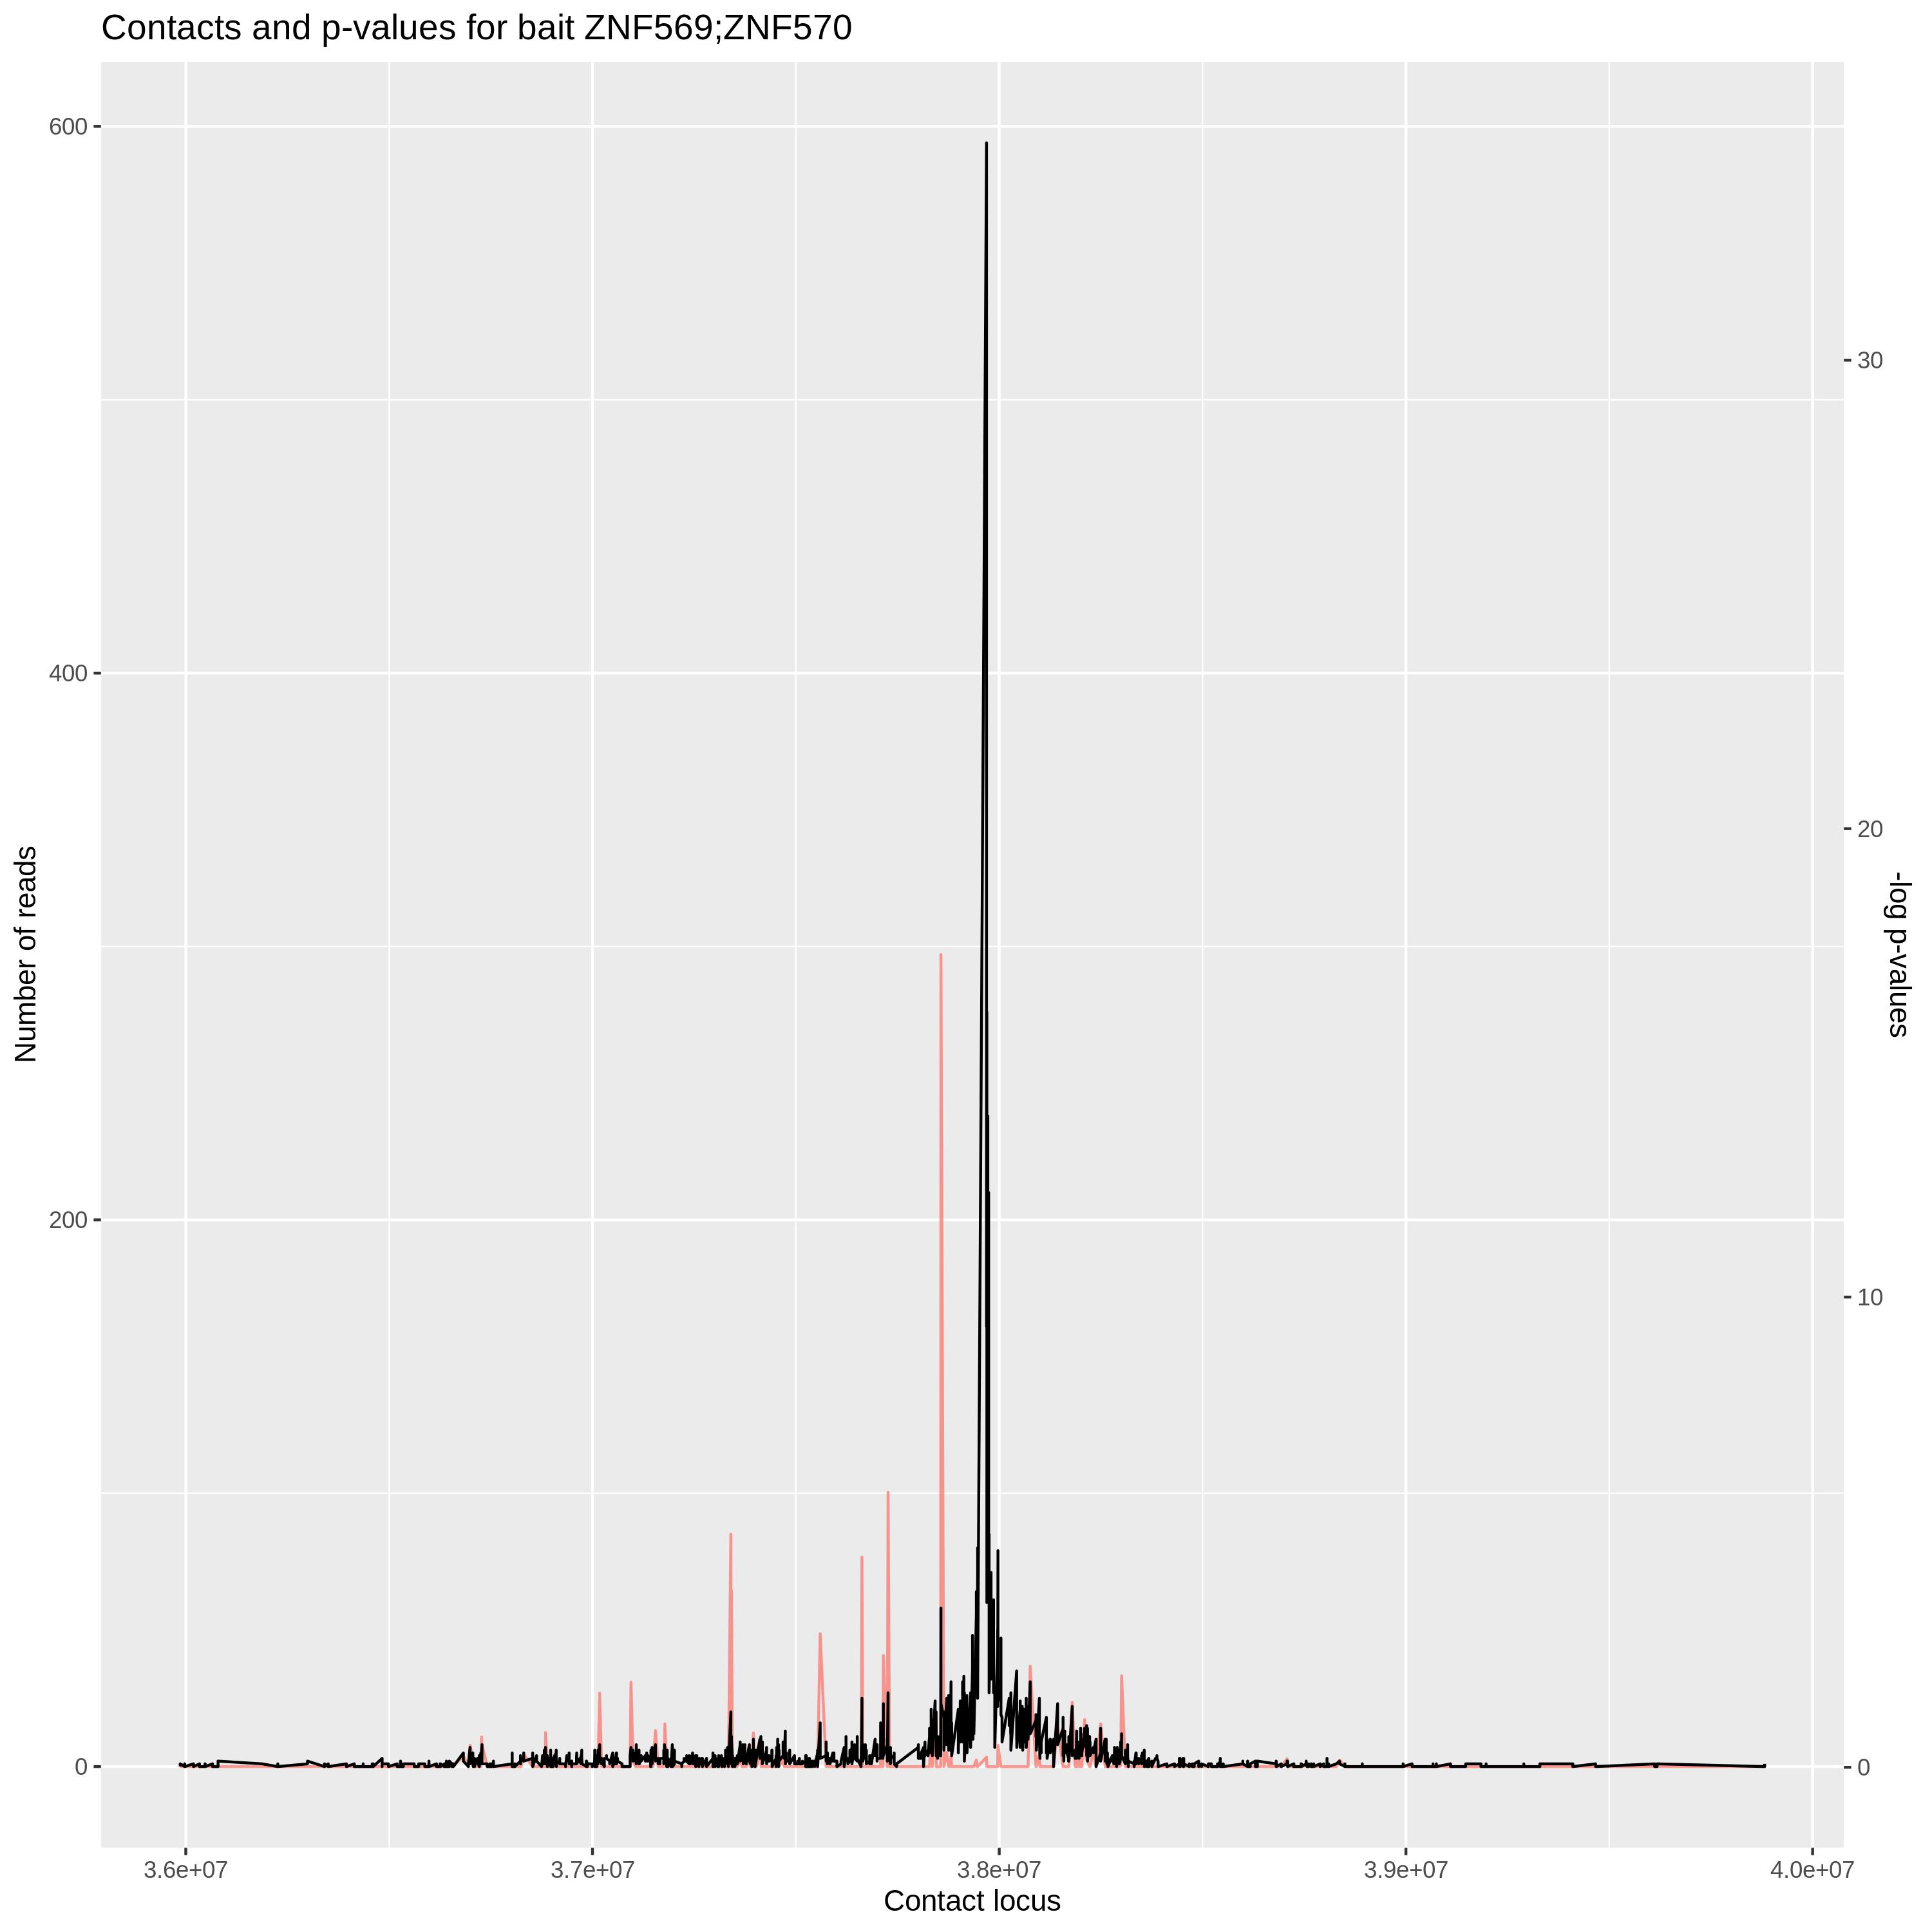 Contacts and p-values for bait ZNF569;ZNF570
600
400
200
0
Number of reads
30
20
10
0
-log p-values
3.6e+07 3.7e+07 3.8e+07 3.9e+07 4.0e+07
Contact locus